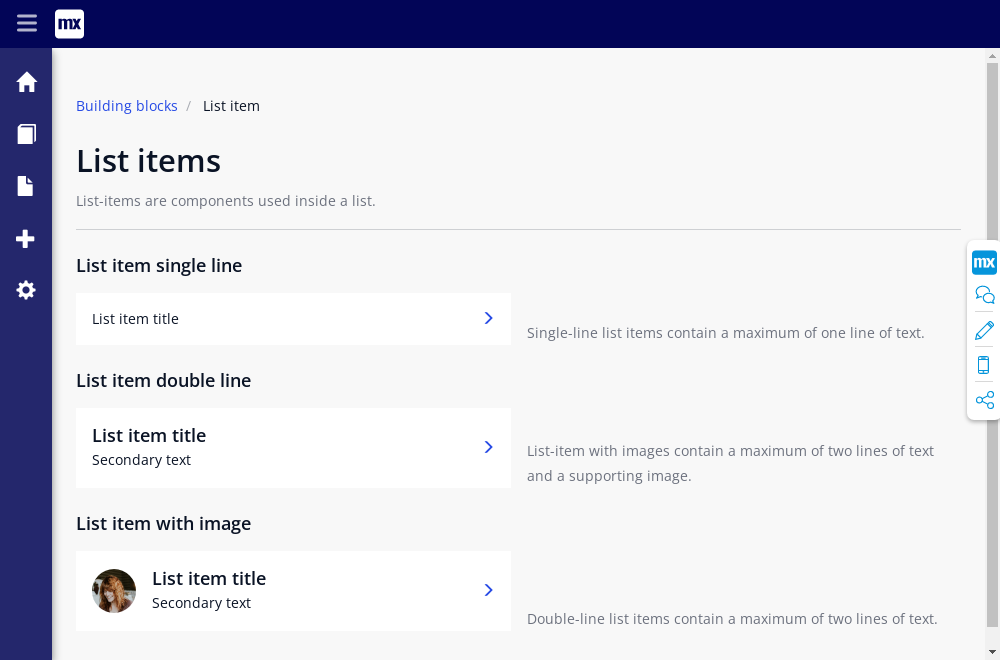 mx
Building blocks / List item
List items
List-items are components used inside a list.
List item single line
List item title
Single-line list items contain a maximum of one line of text.
List item double line
List item title
Secondary text
List-item with images contain a maximum of two lines of text
and a supporting image.
List item with image
List item title
Secondary text
Double-line list items contain a maximum of two lines of text.
mx